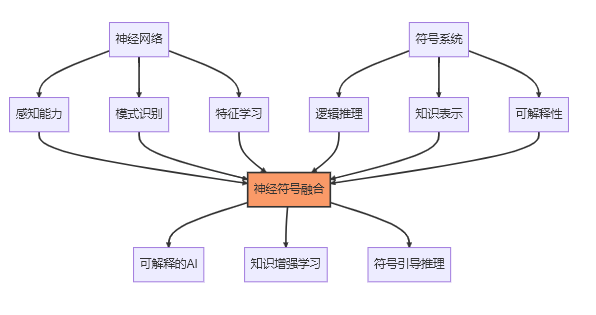 神经网络
符号系统
感知能力
模式识别
特征学习
逻辑推理
知识表示
可解释性
神经符号融合
可解释的AI
知识增强学习
符号引导推理